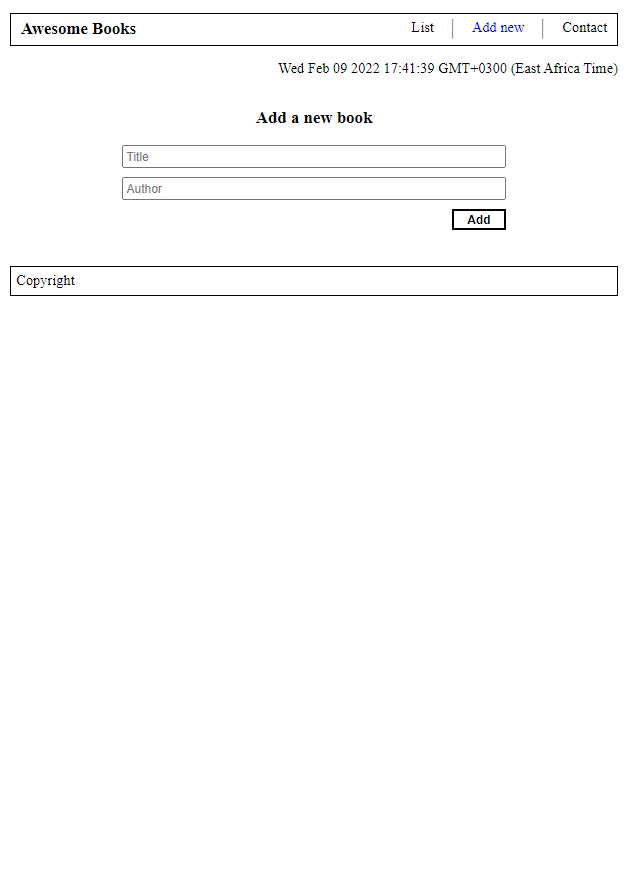 Awesome Books List Add new Contact
Wed Feb 09 2022 17:41:39 GMT+0300 (East Africa Time)
Add a new book
Title
Author
Add
Copyright